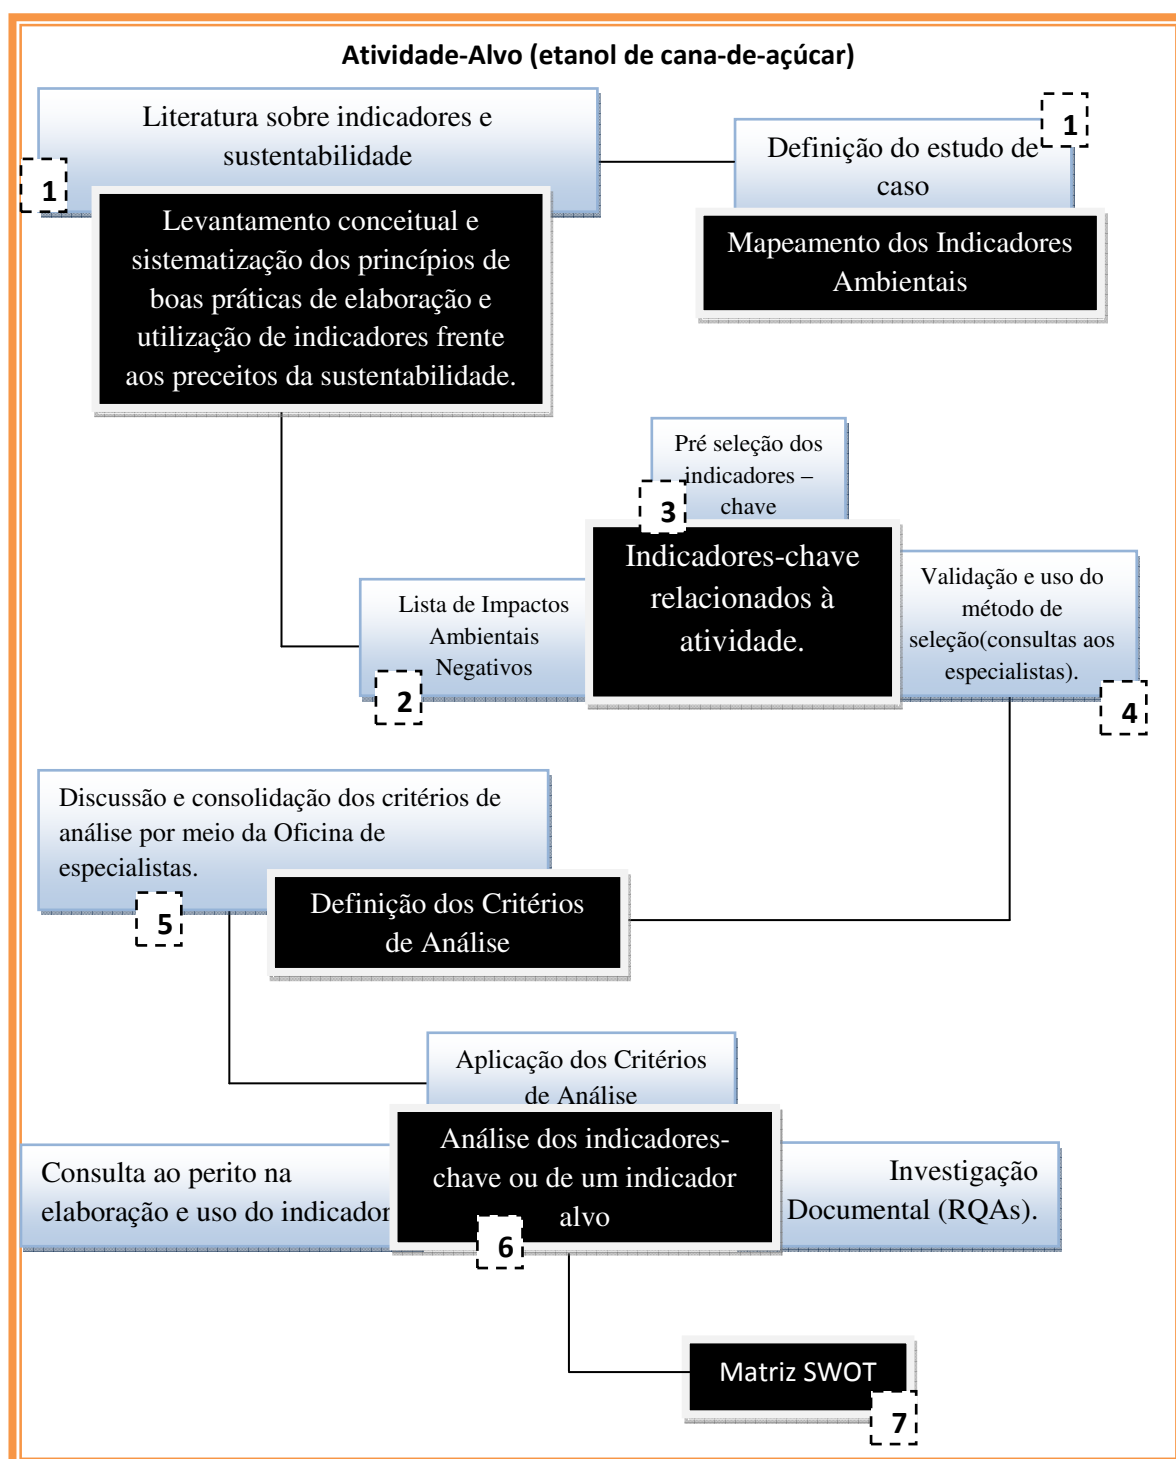 Atividade-Alvo (etanol de cana-de-açúcar)
Literatura sobre indicadores e
sustentabilidade
1
Levantamento conceitual e
sistematização dos princípios de
boas práticas de elaboração e
utilização de indicadores frente
aos preceitos da sustentabilidade.
1
Definição do estudo de
caso
Mapeamento dos Indicadores
Ambientais
Pré seleção dos
indicadores –
chave
3
Indicadores-chave
relacionados à
atividade.
Lista de Impactos
Ambientais
Negativos
2
Validação e uso do
método de
seleção(consultas aos
especialistas).
4
Discussão e consolidação dos critérios de
análise por meio da Oficina de
especialistas.
5
Definição dos Critérios
de Análise
Aplicação dos Critérios
de Análise
Análise dos indicadores-
chave ou de um indicador
alvo
6
Consulta ao perito na
elaboração e uso do indicador
Investigação
Documental (RQAs).
Matriz SWOT
7